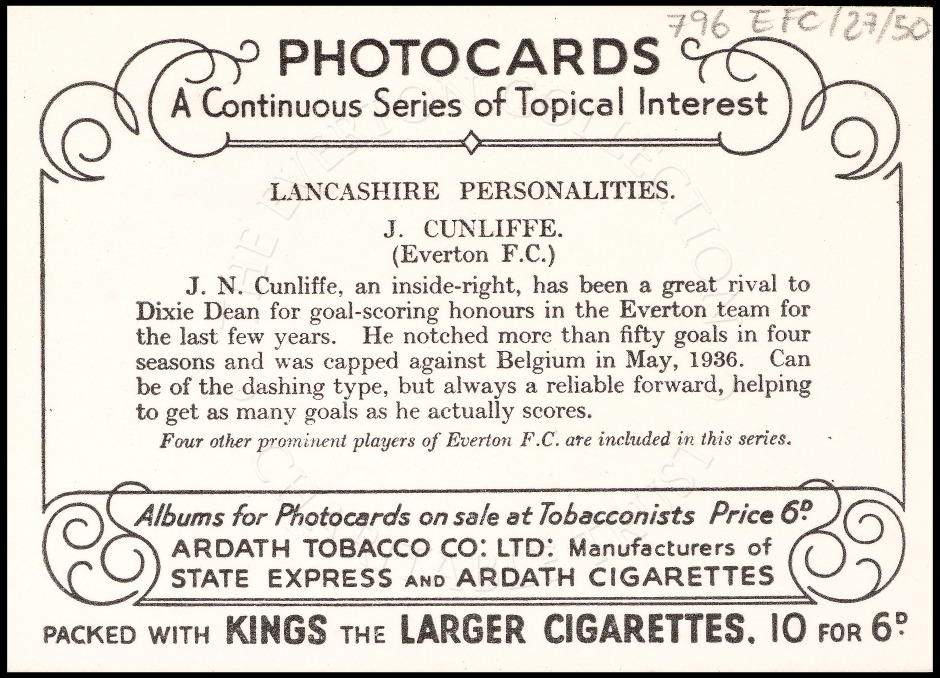 796 EFC/27/50
PHOTOCARDS
A Continuous Series of Topical Interest
LANCASHIRE PERSONALITIES.
J. CUNLIFFE.
(Everton F.C.)
J. N. Cunliffe, an inside-right, has been a great rival to
Dixie Dean for goal-scoring honours in the Everton team for
the last few years. He notched more than fifty goals in four
seasons and was capped against Belgium in May, 1936. Can
be of the dashing type, but always a reliable forward, helping
to get as many goals as he actually scores.
Four other prominent players of Everton F.C. are included in this series.
Albums for Photocards on sale at Tobacconists Price 6D.
ARDATH TOBACCO CO: LTD: Manufacturers of
STATE EXPRESS AND ARDATH CIGARETTES
PACKED WITH KINGS THE LARGER CIGARETTES. 10 FOR 6D.
THE EVERTON COLLECTION
CHARITABLE TRUST